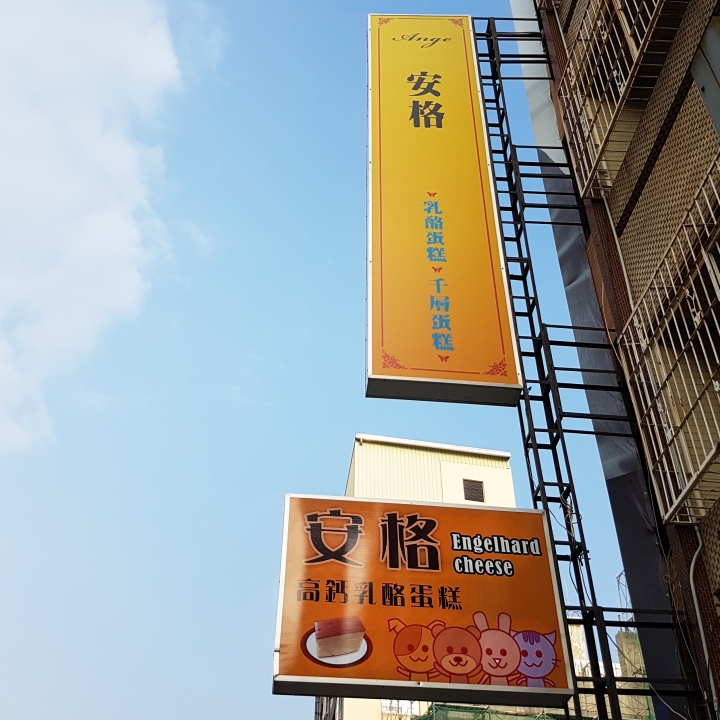 Ange
安格
乳酪蛋糕
千層蛋糕
安格
Engelhard
cheese
高鈣乳酪蛋糕